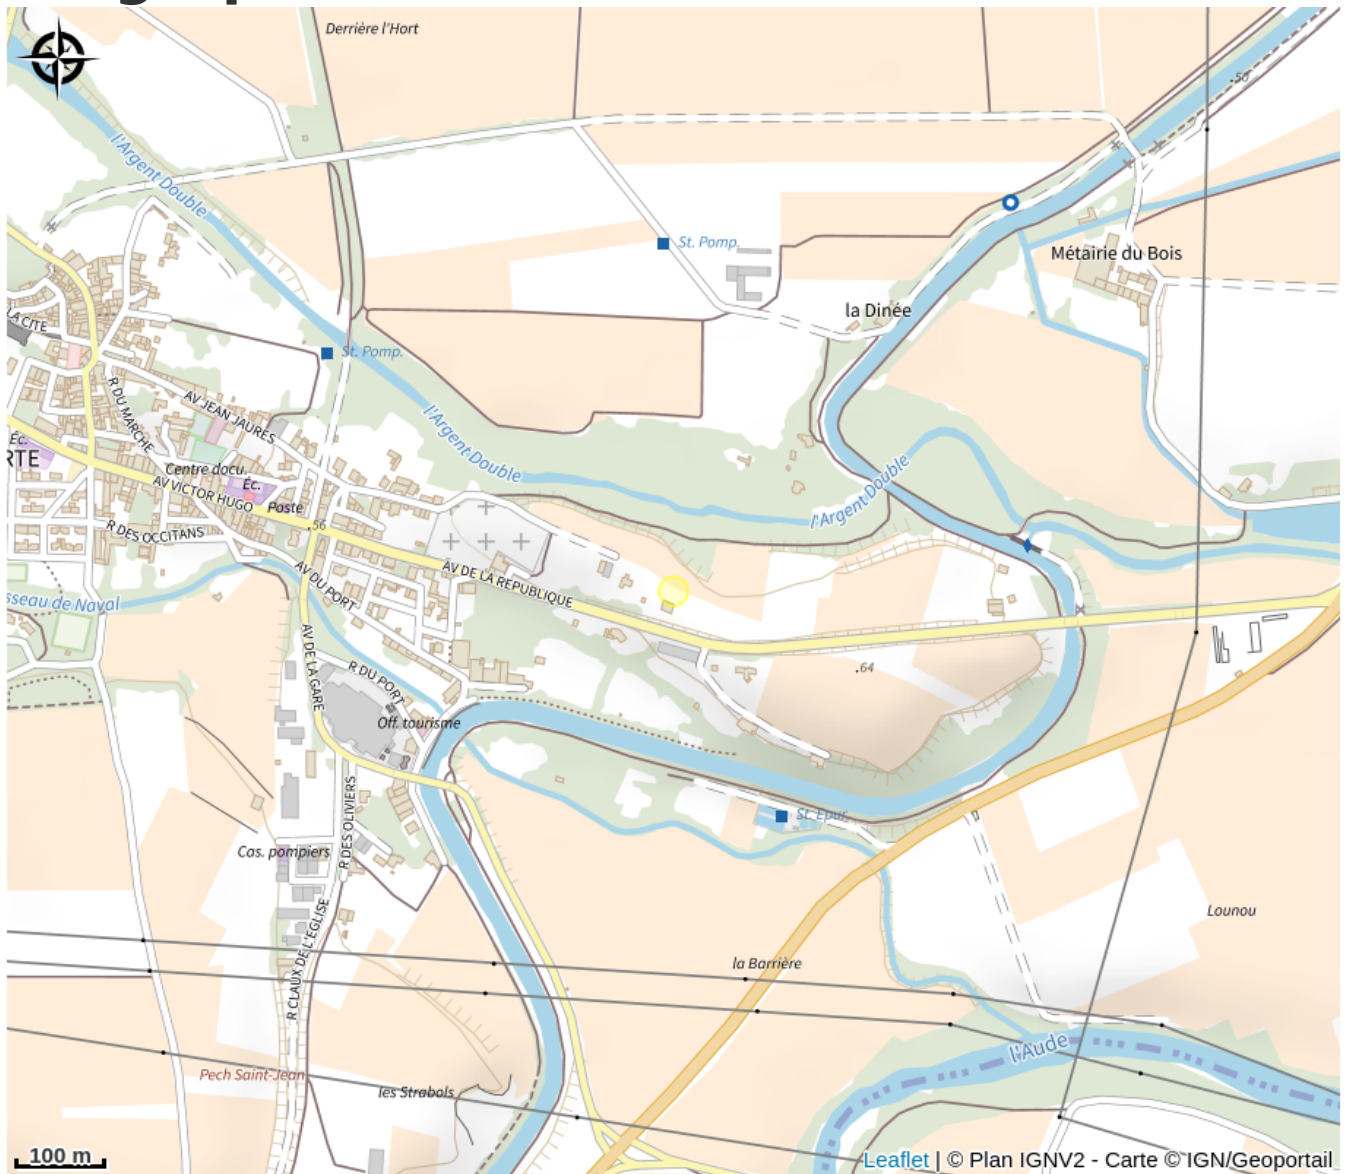 Derrière l'Hort
.50
l'Argent Double
St. Pomp.
Métairie du Bois
la Dinée
LA CITE
St. Pomp.
R DU MARCHE
AV JEAN JAURES
l'Argent Double
Éc.
RTE
Centre docu.
Éc.
AV VICTOR HUGO
Poste
l'Argent Double
.56
R DES OCCITANS
AV DU PORT
AV DE LA REPUBLIQUE
sseau de Naval
AV DE LA GARE
R DU PORT
.64
Off. tourisme
R DES OLIVIERS
St. Epur.
Cas. pompiers
R CLAUX DE L'EGLISE
Lounou
la Barrière
l'Aude
Pech Saint-Jean
les Strabols
100 m
Leaflet | © Plan IGNV2 - Carte © IGN/Geoportail